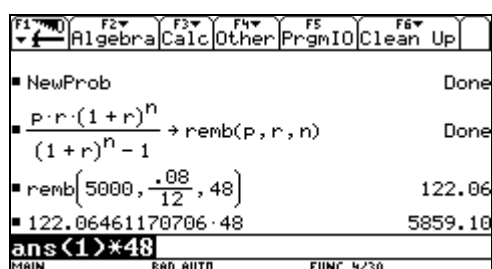 F1 F2 F3 F4 F5 F6
Algebra Calc Other PrgmIO Clean Up
▪ NewProb Done
▪ p·r·(1 + r)^n / ((1 + r)^n − 1) → remb(p, r, n) Done
▪ remb(5000, .08/12, 48) 122.06
▪ 122.06461170706·48 5859.10
ans(1)*48
MAIN RAD AUTO FUNC 4/30